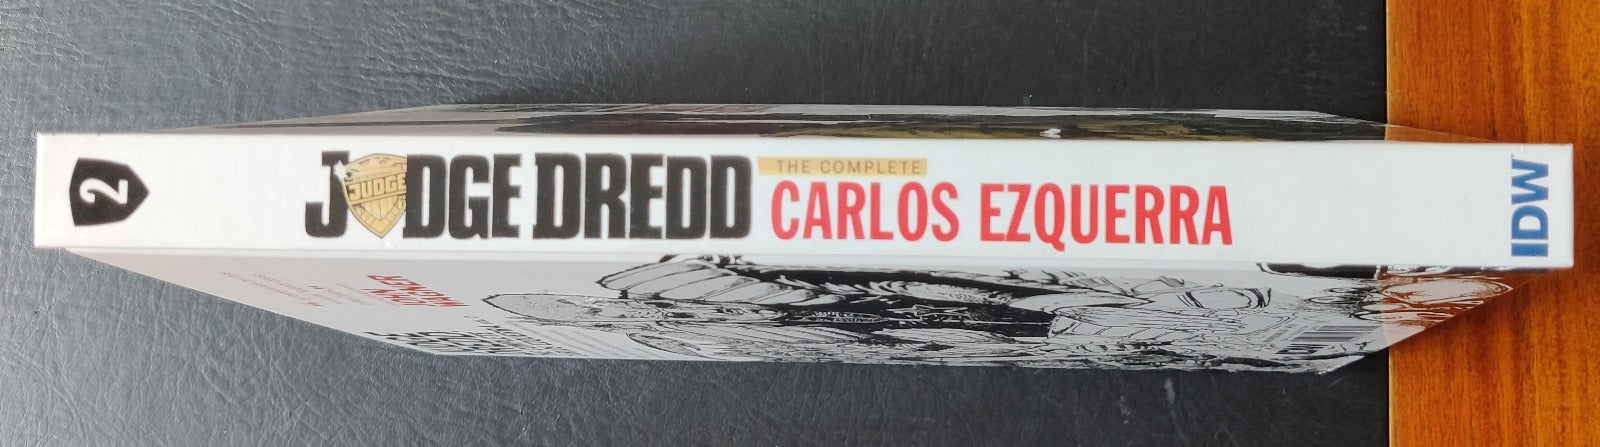 2
JUDGE DREDD
JUDGE
THE COMPLETE
CARLOS EZQUERRA
IDW